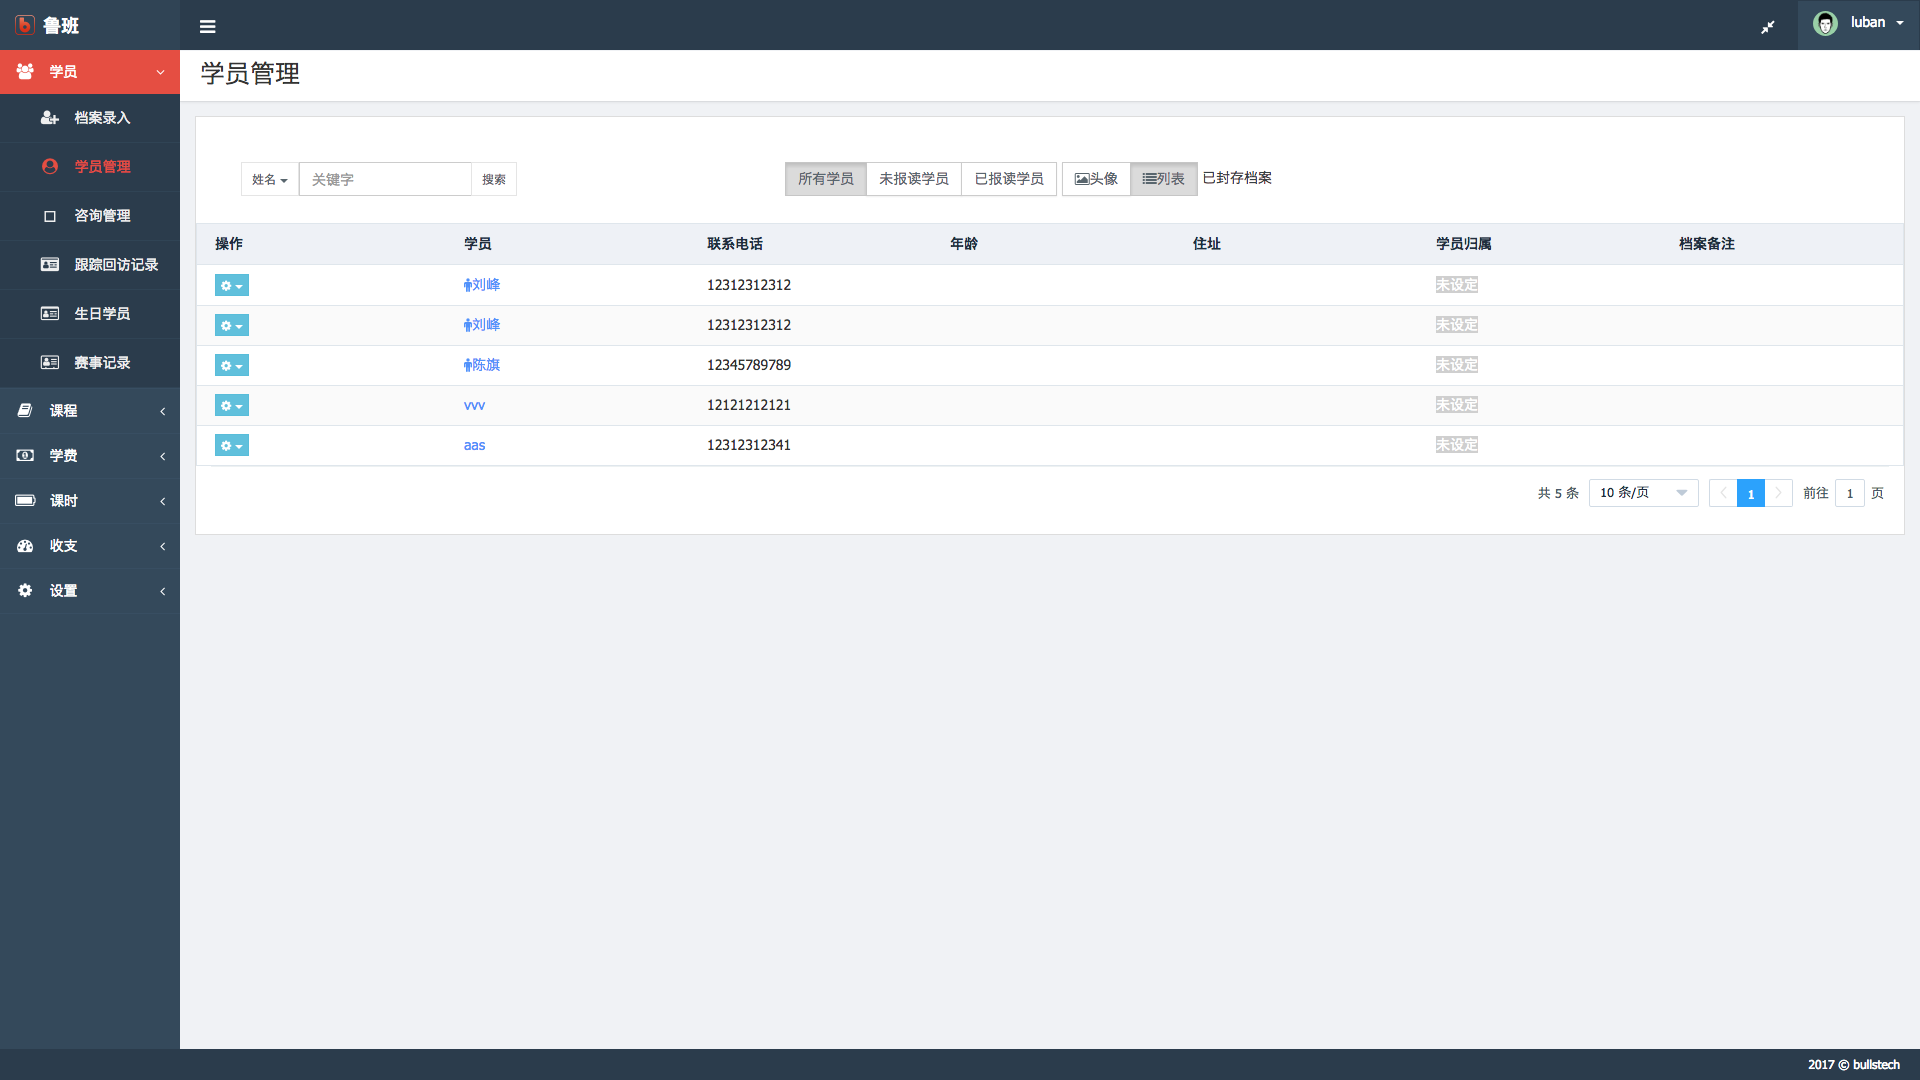 鲁班
luban
学员
档案录入
学员管理
咨询管理
跟踪回访记录
生日学员
赛事记录
课程
学费
课时
收支
设置
学员管理
姓名 关键字 搜索
所有学员 未报读学员 已报读学员 头像 列表 已封存档案
操作 学员 联系电话 年龄 住址 学员归属 档案备注
刘峰 12312312312 未设定
刘峰 12312312312 未设定
陈旗 12345789789 未设定
vvv 12121212121 未设定
aas 12312312341 未设定
共 5 条 10 条/页 1 前往 1 页
2017 © bullstech